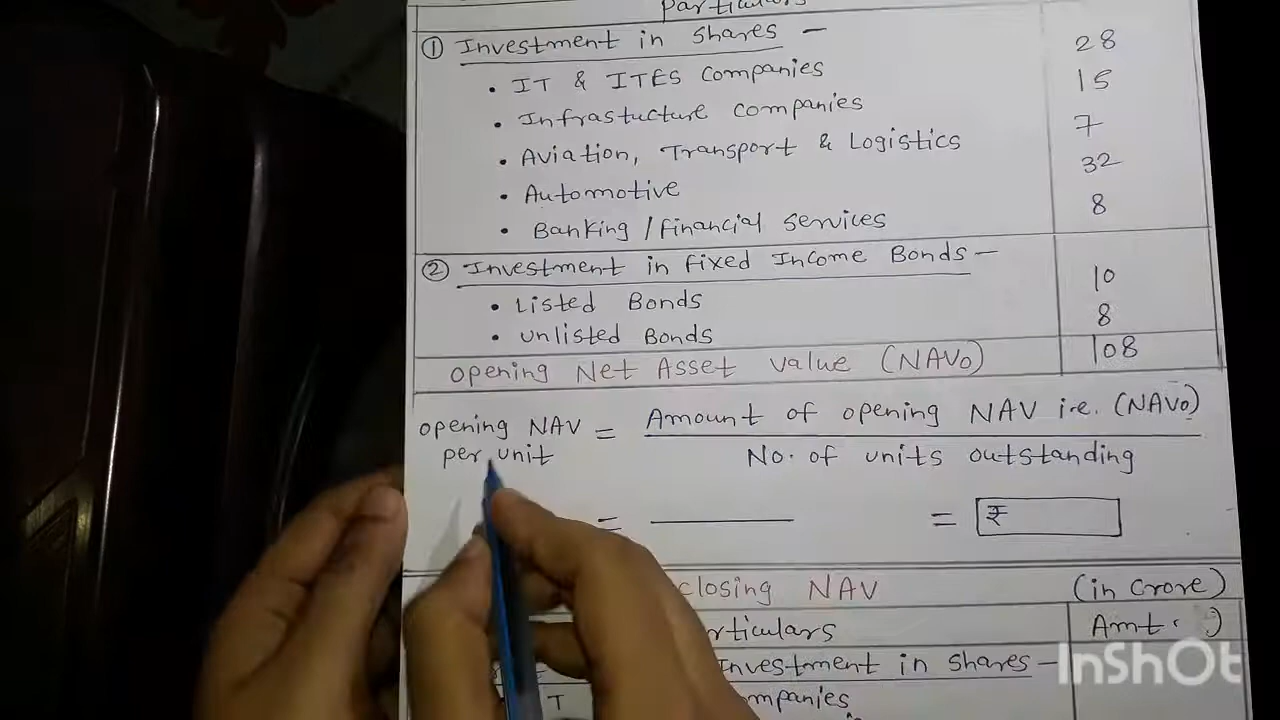 Particulars
① Investment in shares - 28
• IT & ITES Companies 15
• Infrastucture companies 7
• Aviation, Transport & Logistics 32
• Automotive 8
• Banking / financial services
② Investment in fixed Income Bonds - 10
• Listed Bonds 8
• unlisted Bonds
opening Net Asset value (NAV₀) 108
opening NAV per unit = Amount of opening NAV i.e. (NAV₀)
No. of units outstanding
= = ₹
closing NAV (in crore)
rticulars Amt. )
Investment in shares -
T ompanies
InShOt